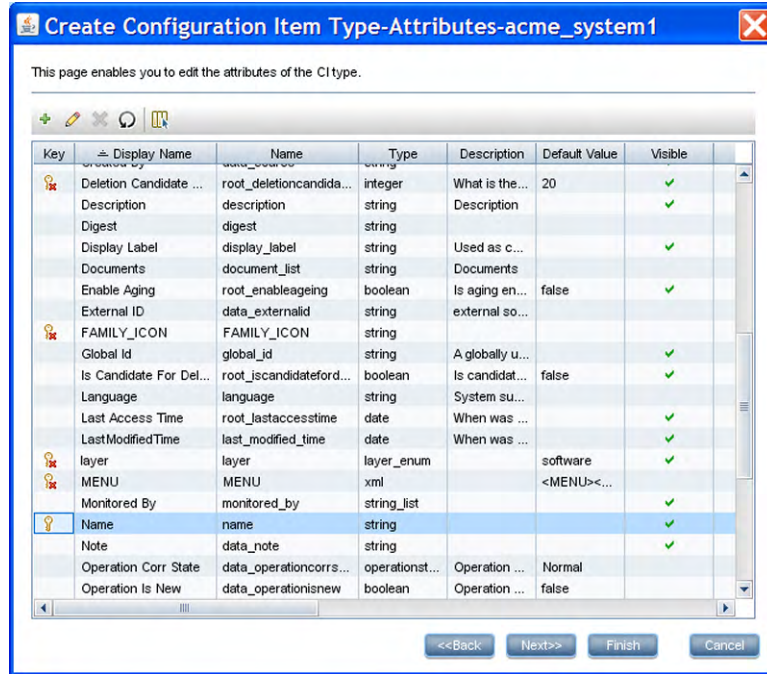 Create Configuration Item Type-Attributes-acme_system1
This page enables you to edit the attributes of the CI type.
Key Display Name Name Type Description Default Value Visible
Deletion Candidate ... root_deletioncandida... integer What is the... 20
Description description string Description
Digest digest string
Display Label display_label string Used as c...
Documents document_list string Documents
Enable Aging root_enableageing boolean Is aging en... false
External ID data_externalid string external so...
FAMILY_ICON FAMILY_ICON string
Global Id global_id string A globally u...
Is Candidate For Del... root_iscandidateford... boolean Is candidat... false
Language language string System su...
Last Access Time root_lastaccesstime date When was ...
LastModifiedTime last_modified_time date When was ...
layer layer layer_enum software
MENU MENU xml <MENU><...
Monitored By monitored_by string_list
Name name string
Note data_note string
Operation Corr State data_operationcorrs... operationst... Operation ... Normal
Operation Is New data_operationisnew boolean Operation ... false
<<Back Next>> Finish Cancel